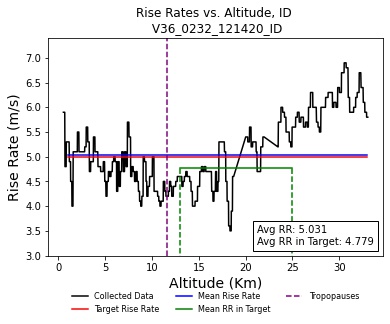 Rise Rates vs. Altitude, ID
V36_0232_121420_ID
Rise Rate (m/s)
7.0
6.5
6.0
5.5
5.0
4.5
4.0
3.5
3.0
Avg RR: 5.031
Avg RR in Target: 4.779
0 5 10 15 20 25 30
Altitude (Km)
Collected Data Mean Rise Rate Tropopauses
Target Rise Rate Mean RR in Target